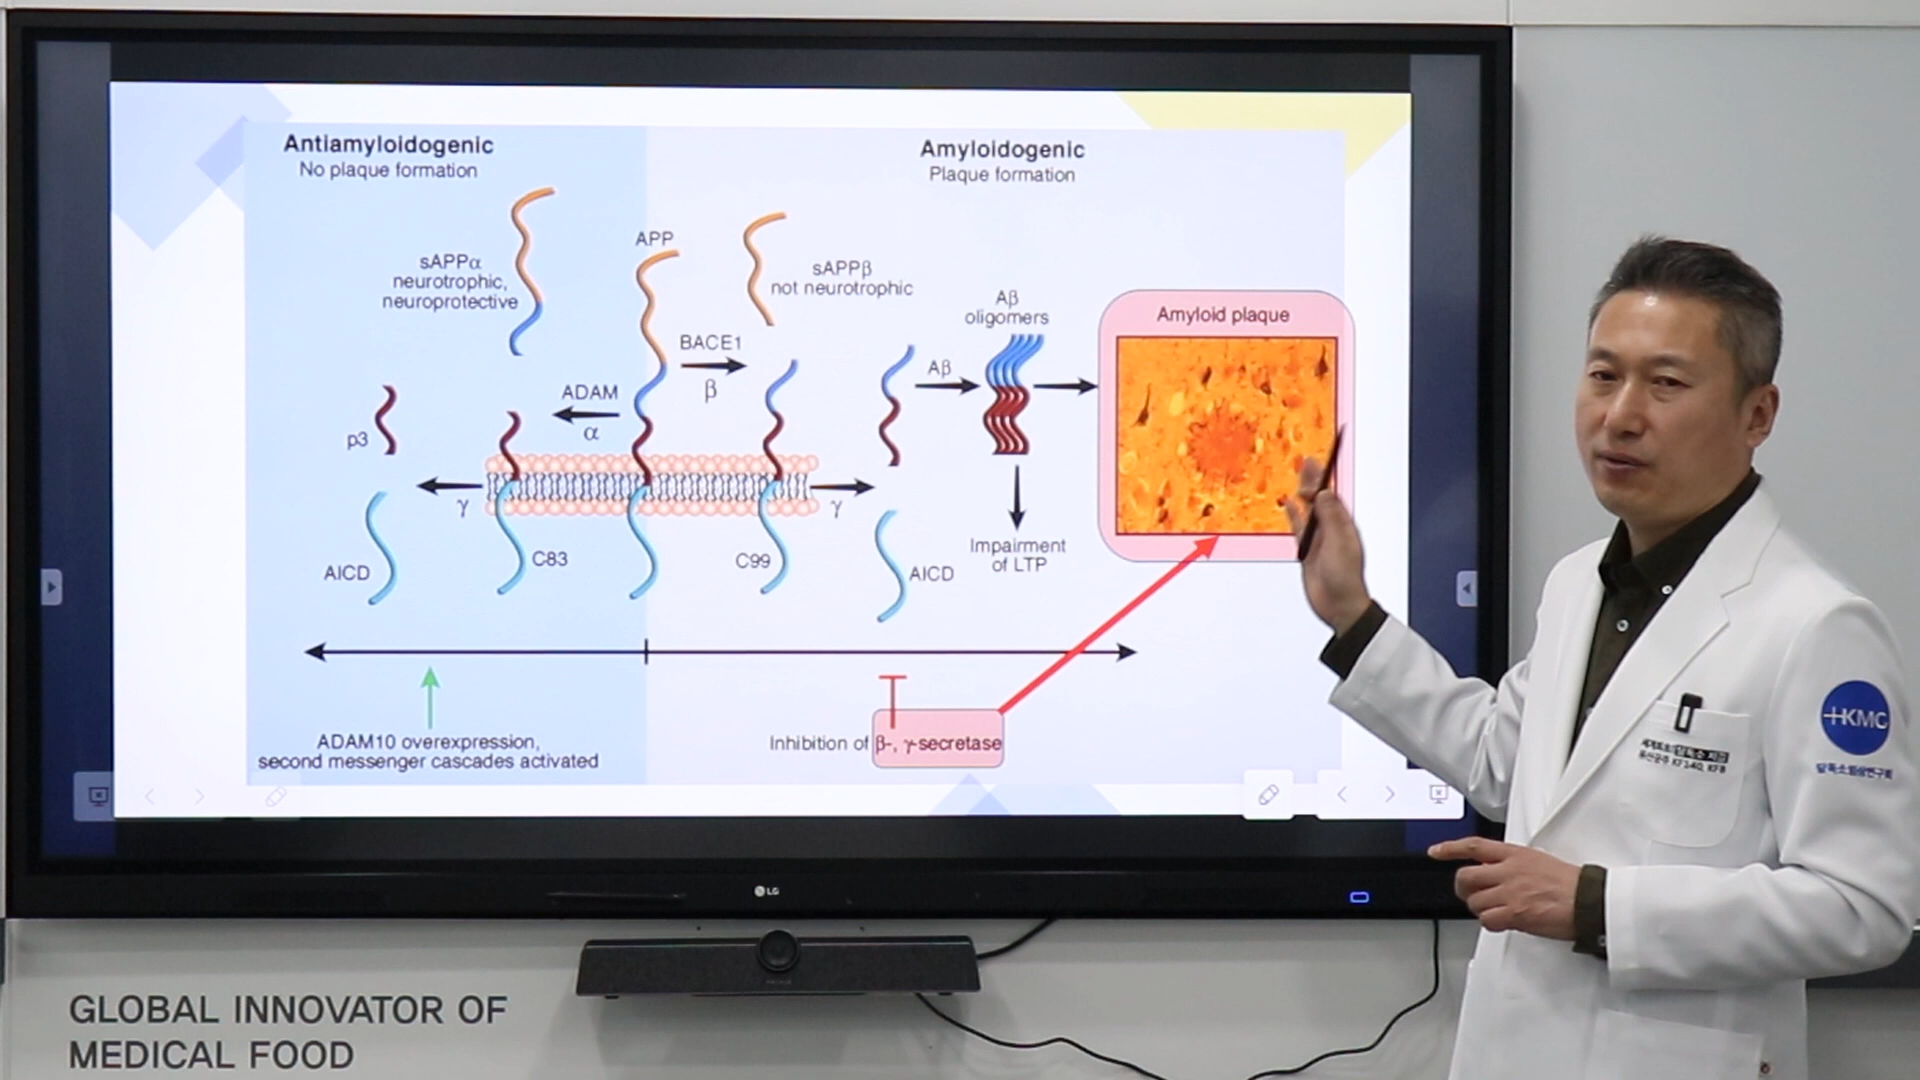 Antiamyloidogenic
No plaque formation
Amyloidogenic
Plaque formation
sAPPα
neurotrophic,
neuroprotective
APP
sAPPβ
not neurotrophic
Aβ
oligomers
Amyloid plaque
BACE1
β
ADAM
α
Aβ
p3
γ
γ
C83
C99
AICD
AICD
Impairment
of LTP
ADAM10 overexpression,
second messenger cascades activated
Inhibition of β-, γ-secretase
LG
HKMC
GLOBAL INNOVATOR OF
MEDICAL FOOD